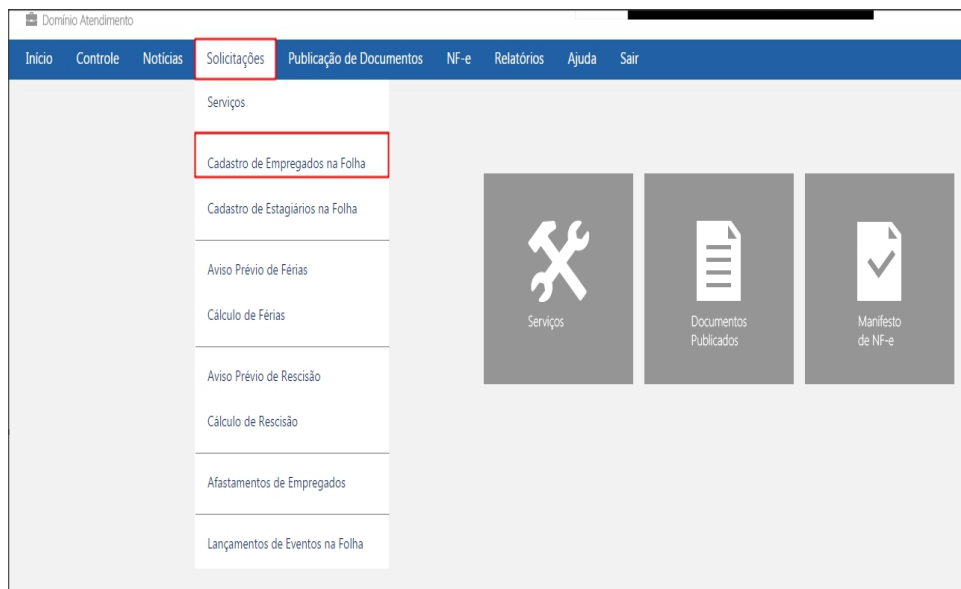 Domínio Atendimento
Início Controle Notícias Solicitações Publicação de Documentos NF-e Relatórios Ajuda Sair
Serviços
Cadastro de Empregados na Folha
Cadastro de Estagiários na Folha
Aviso Prévio de Férias
Cálculo de Férias
Aviso Prévio de Rescisão
Cálculo de Rescisão
Afastamentos de Empregados
Lançamentos de Eventos na Folha
Serviços
Documentos
Publicados
Manifesto
de NF-e